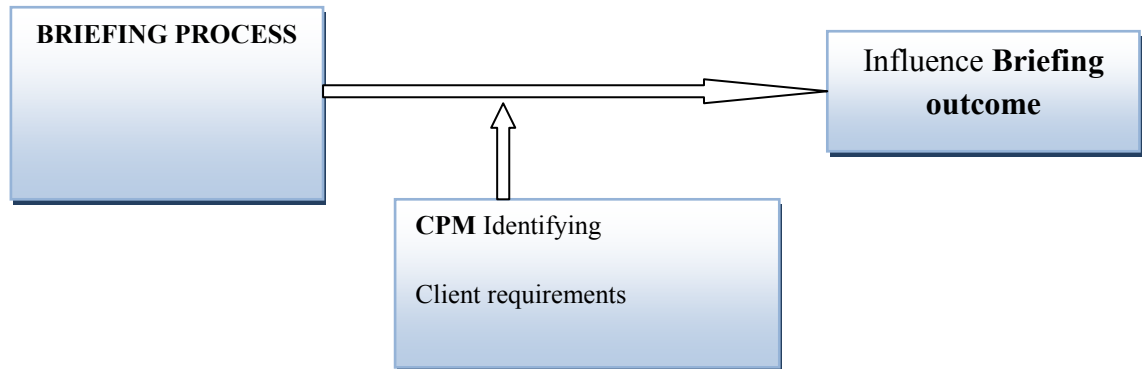 BRIEFING PROCESS
Influence Briefing
outcome
CPM Identifying
Client requirements